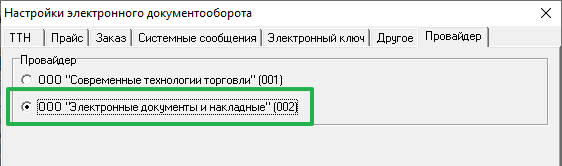 Настройки электронного документооборота
ТТН Прайс Заказ Системные сообщения Электронный ключ Другое Провайдер
Провайдер
ООО "Современные технологии торговли" (001)
ООО "Электронные документы и накладные" (002)